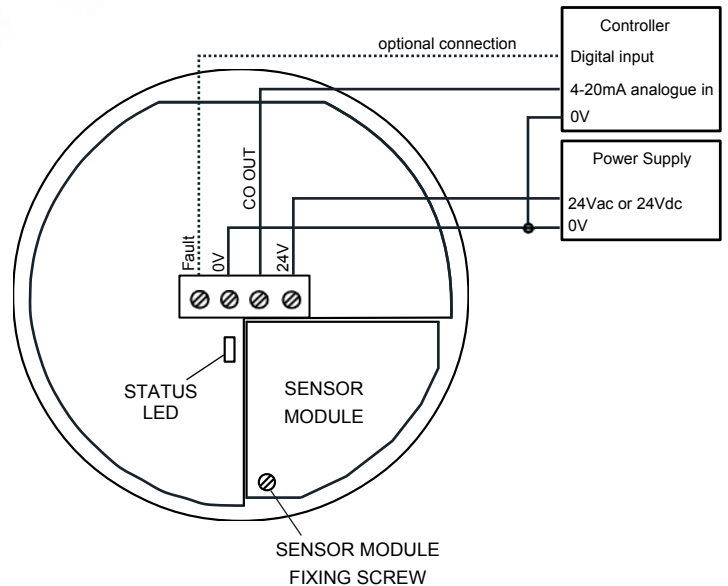 Controller
optional connection
Digital input
4-20mA analogue in
0V
Power Supply
24Vac or 24Vdc
0V
CO OUT
Fault
0V
24V
STATUS
LED
SENSOR
MODULE
SENSOR MODULE
FIXING SCREW